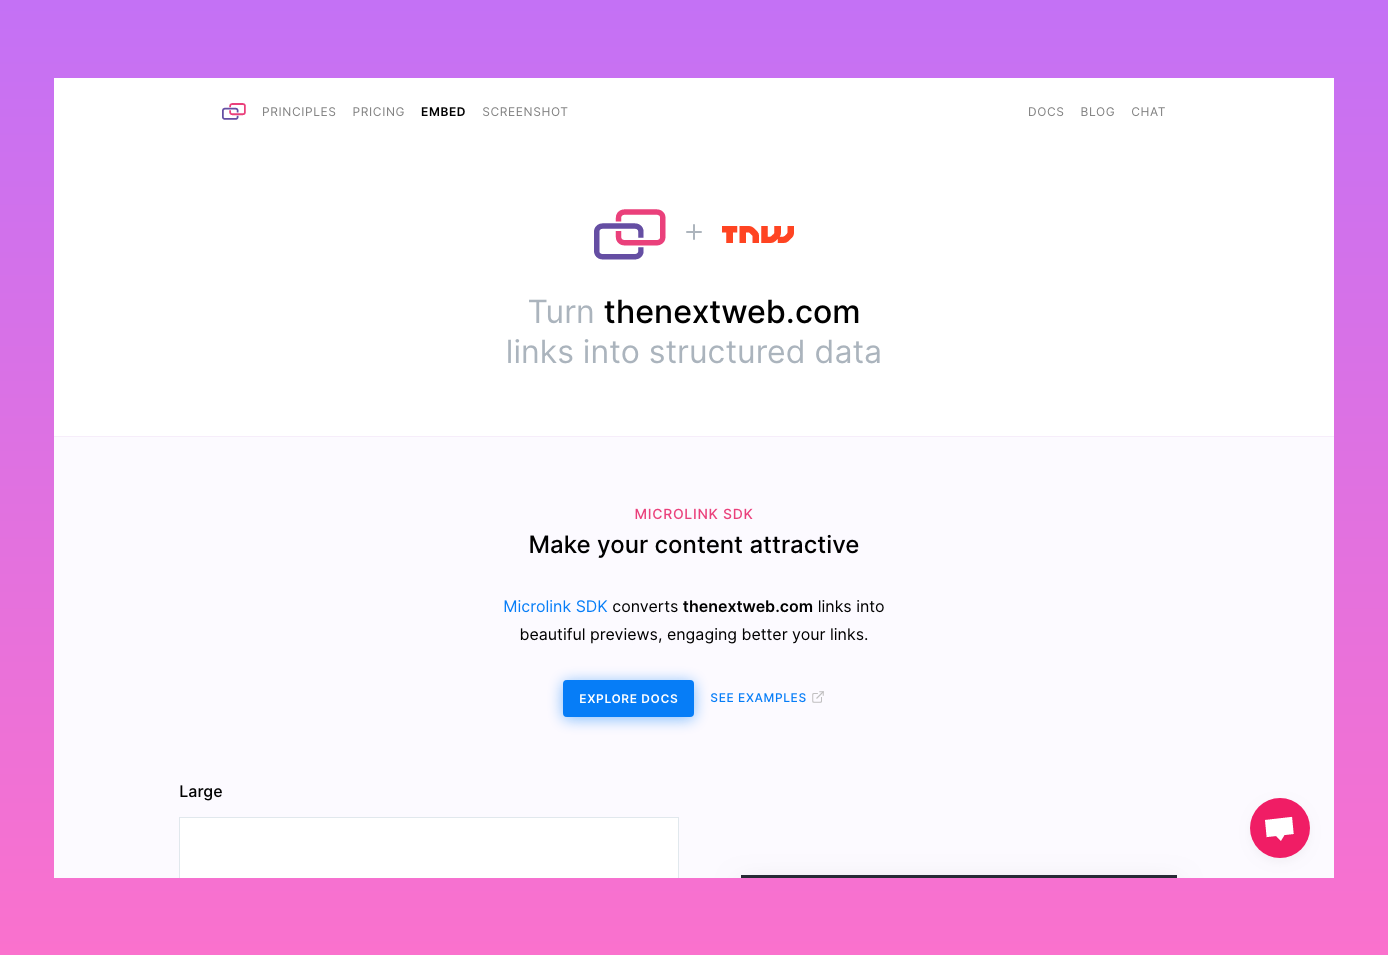 PRINCIPLES PRICING EMBED SCREENSHOT DOCS BLOG CHAT
+ TNW
Turn thenextweb.com
links into structured data
MICROLINK SDK
Make your content attractive
Microlink SDK converts thenextweb.com links into
beautiful previews, engaging better your links.
EXPLORE DOCS SEE EXAMPLES
Large